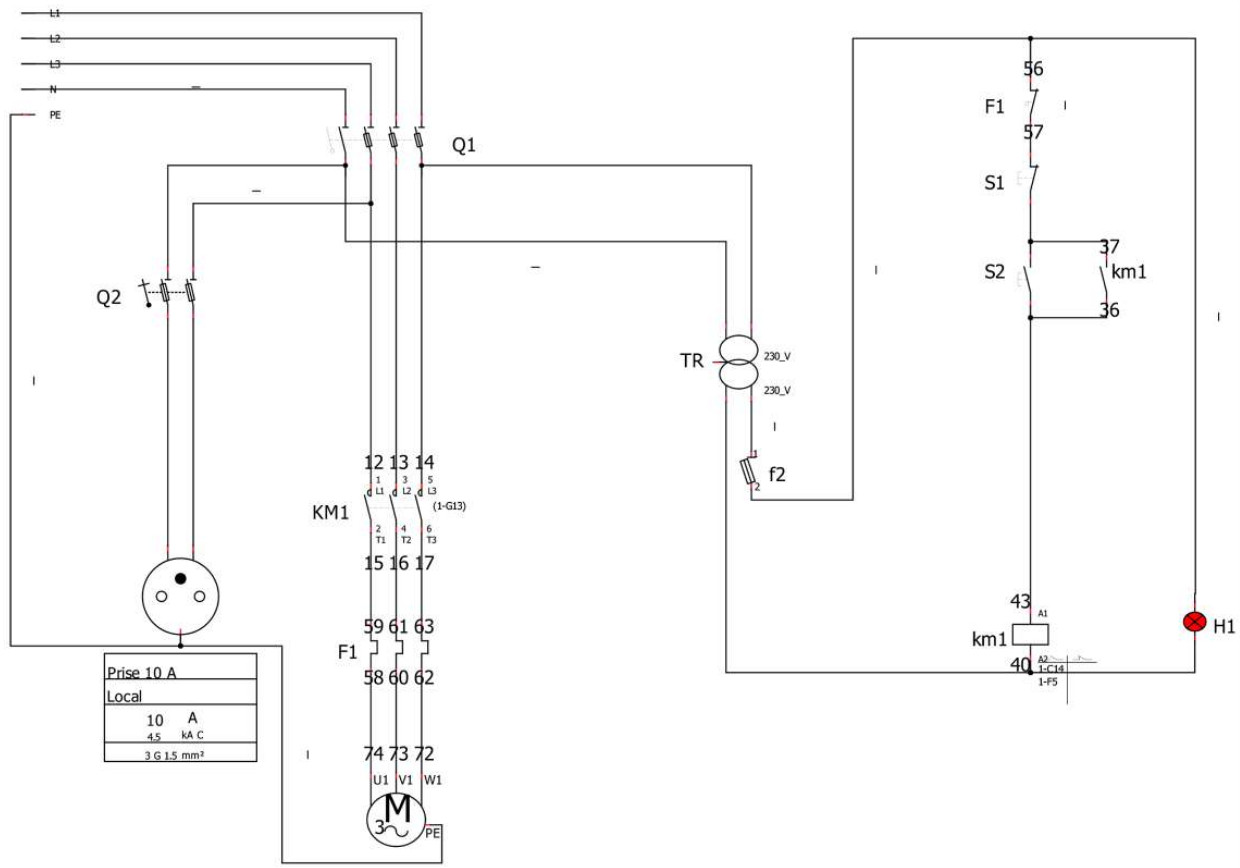 L1
L2
L3
N
PE
Q1
Q2
TR
230_V
230_V
1
f2
2
12 13 14
1 3 5
L1 L2 L3
KM1
(1-G13)
2 4 6
T1 T2 T3
15 16 17
59 61 63
F1
58 60 62
74 73 72
U1 V1 W1
M
3
PE
Prise 10 A
Local
10 A
4.5 kA C
3 G 1.5 mm²
56
F1
57
S1
37
S2
km1
36
43
A1
km1
40
A2
1-C14
1-F5
H1